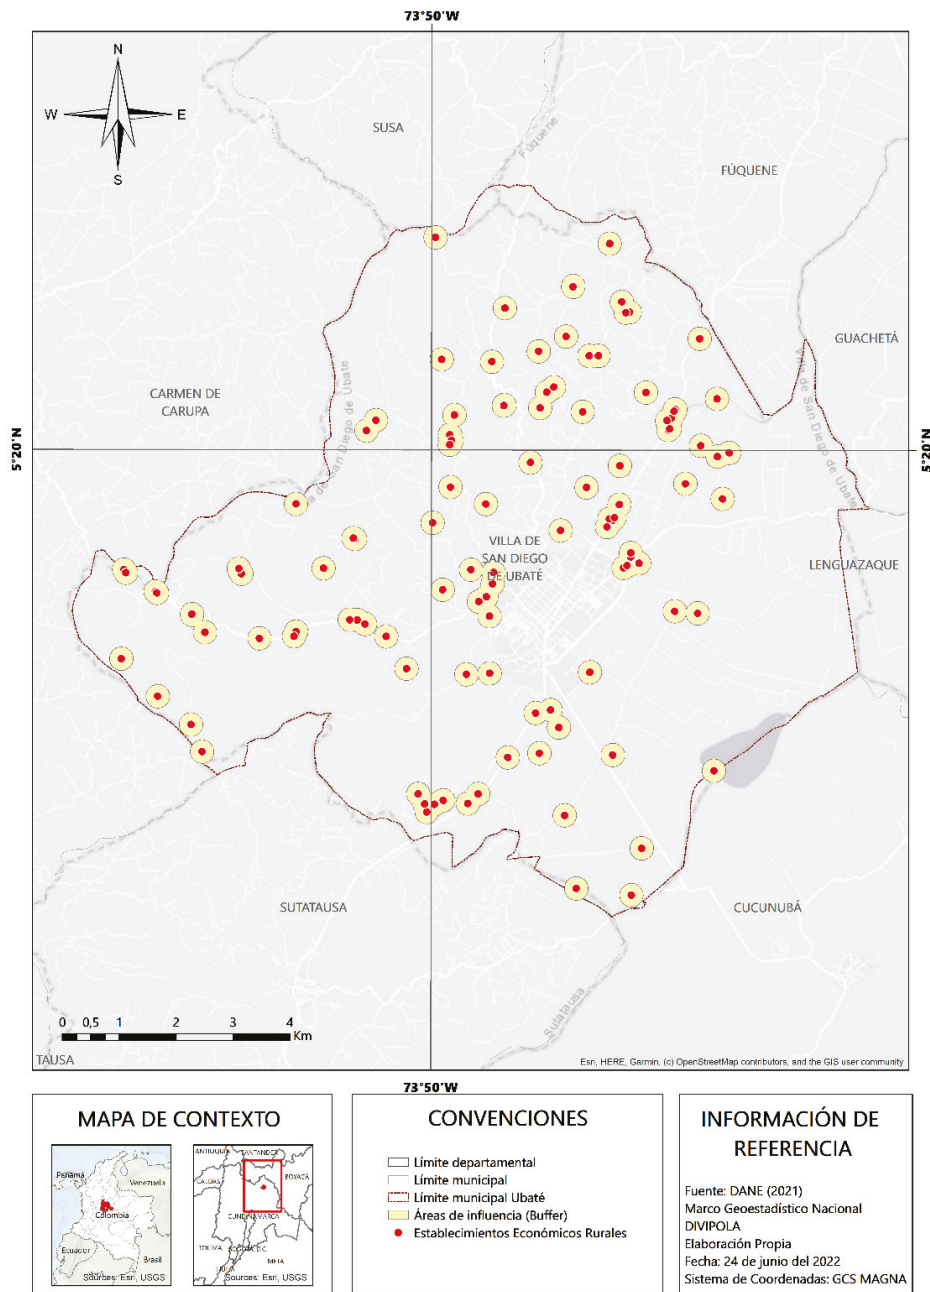 73°50'W
N
W
E
S
SUSA
Fúquene
FÚQUENE
GUACHETÁ
CARMEN DE
CARUPA
5°20'N
5°20'N
VILLA DE
SAN DIEGO
DE UBATÉ
LENGUAZAQUE
SUTATAUSA
CUCUNUBÁ
Sutatausa
0 0,5 1 2 3 4
Km
TAUSA
Esri, HERE, Garmin, (c) OpenStreetMap contributors, and the GIS user community
73°50'W
MAPA DE CONTEXTO
Panamá
Venezuela
Colombia
Ecuador
Brasil
Sources: Esri, USGS
ANTIOQUIA
SANTANDER
CALDAS
BOYACÁ
CUNDINAMARCA
TOLIMA
BOGOTÁ, D.C.
META
HUILA
Sources: Esri, USGS
CONVENCIONES
Límite departamental
Límite municipal
Límite municipal Ubaté
Áreas de influencia (Buffer)
Establecimientos Económicos Rurales
INFORMACIÓN DE
REFERENCIA
Fuente: DANE (2021)
Marco Geoestadístico Nacional
DIVIPOLA
Elaboración Propia
Fecha: 24 de junio del 2022
Sistema de Coordenadas: GCS MAGNA